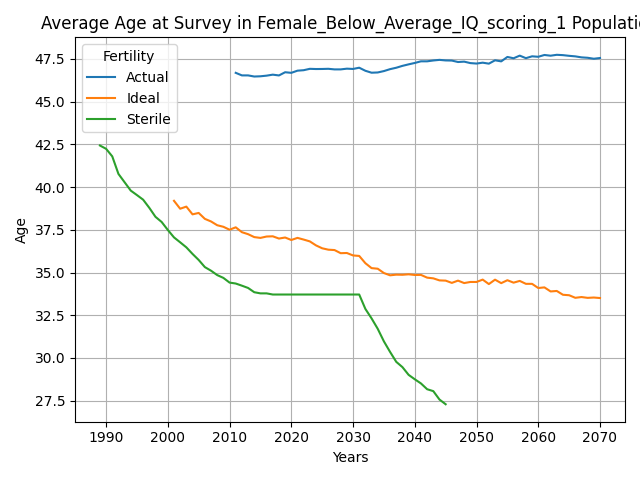 Average Age at Survey in Female_Below_Average_IQ_scoring_1 Populatio
Fertility
Actual
Ideal
Sterile
47.5
45.0
42.5
40.0
37.5
35.0
32.5
30.0
27.5
Age
1990 2000 2010 2020 2030 2040 2050 2060 2070
Years